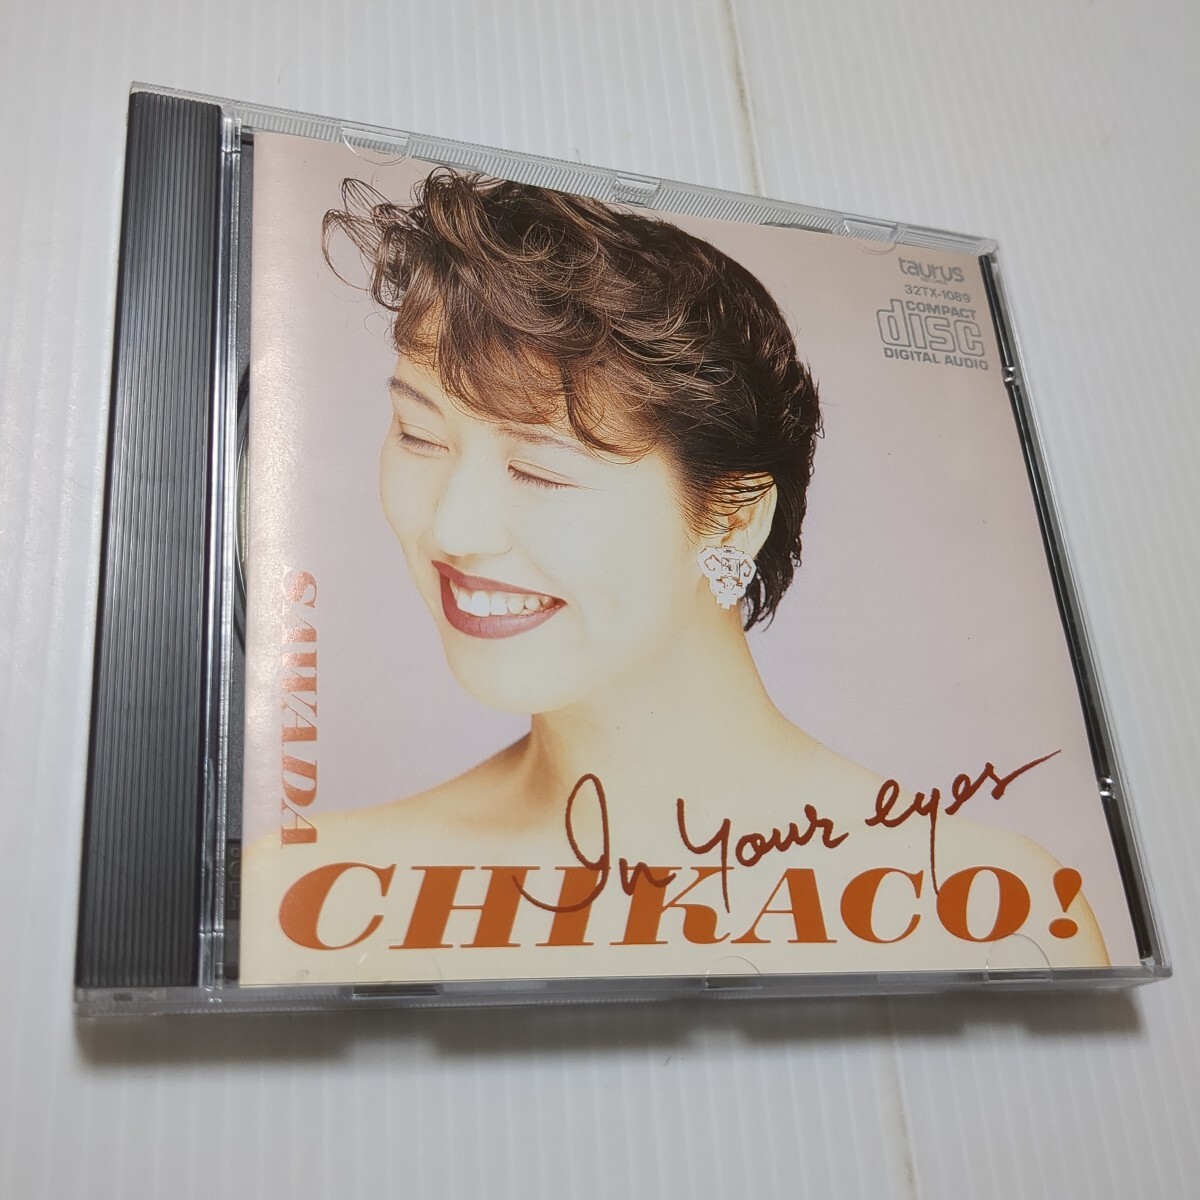 taurus
32TX-1089
COMPACT
disc
DIGITAL AUDIO
SAWADA
In Your eyes
CHIKACO!